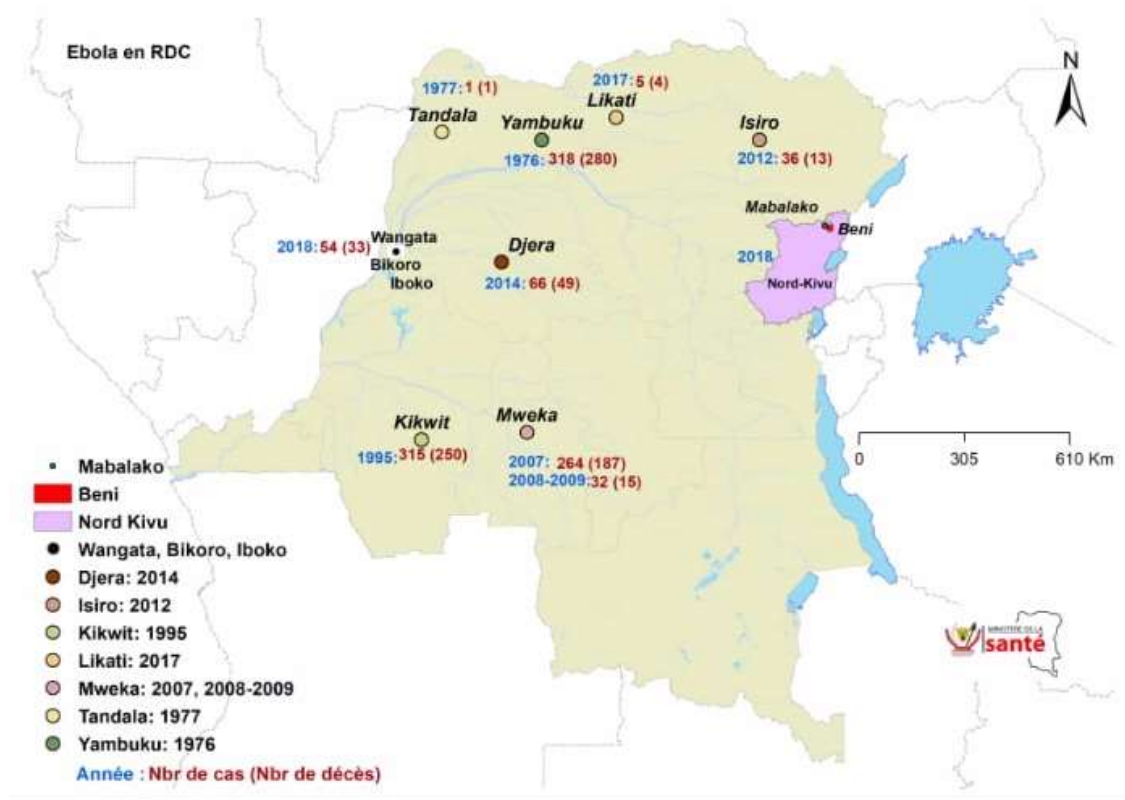 Ebola en RDC
N
1977: 1 (1)
Tandala
2017: 5 (4)
Likati
Yambuku
1976: 318 (280)
Isiro
2012: 36 (13)
Mabalako
Beni
2018
Nord-Kivu
2018: 54 (33)
Wangata
Bikoro
Iboko
Djera
2014: 66 (49)
Kikwit
1995: 315 (250)
Mweka
2007: 264 (187)
2008-2009: 32 (15)
0 305 610 Km
Mabalako
Beni
Nord Kivu
Wangata, Bikoro, Iboko
Djera: 2014
Isiro: 2012
Kikwit: 1995
Likati: 2017
Mweka: 2007, 2008-2009
Tandala: 1977
Yambuku: 1976
Année : Nbr de cas (Nbr de décès)
MINISTERE DE LA
santé